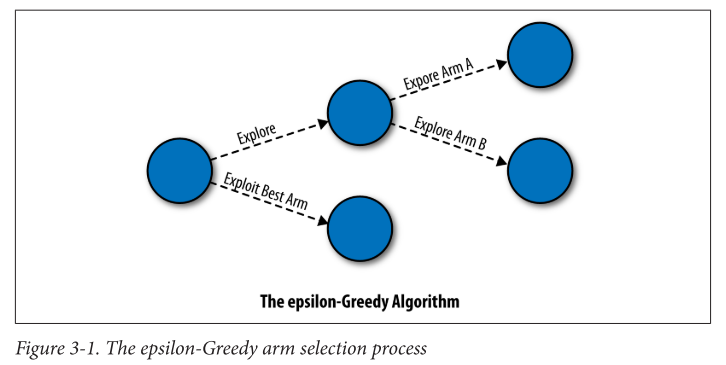 Expore Arm A
Explore
Explore Arm B
Exploit Best Arm
The epsilon-Greedy Algorithm
Figure 3-1. The epsilon-Greedy arm selection process